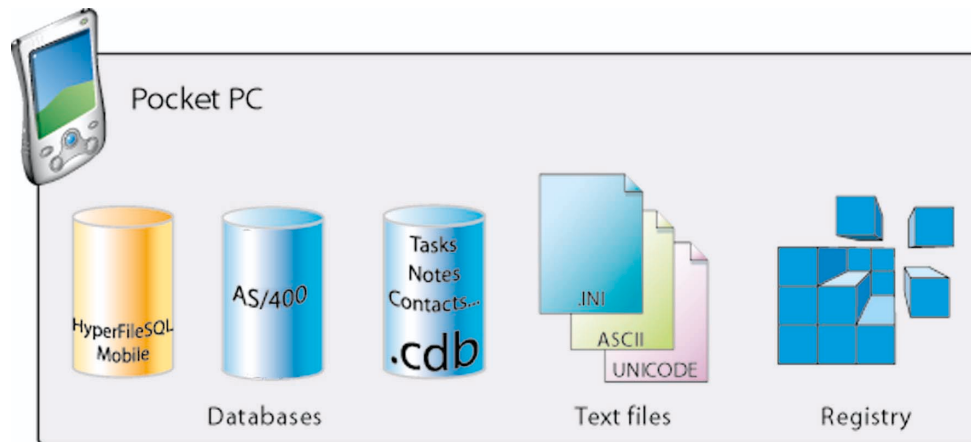 Pocket PC
HyperFileSQL
Mobile
AS/400
Tasks
Notes
Contacts...
.cdb
.INI
ASCII
UNICODE
Databases
Text files
Registry